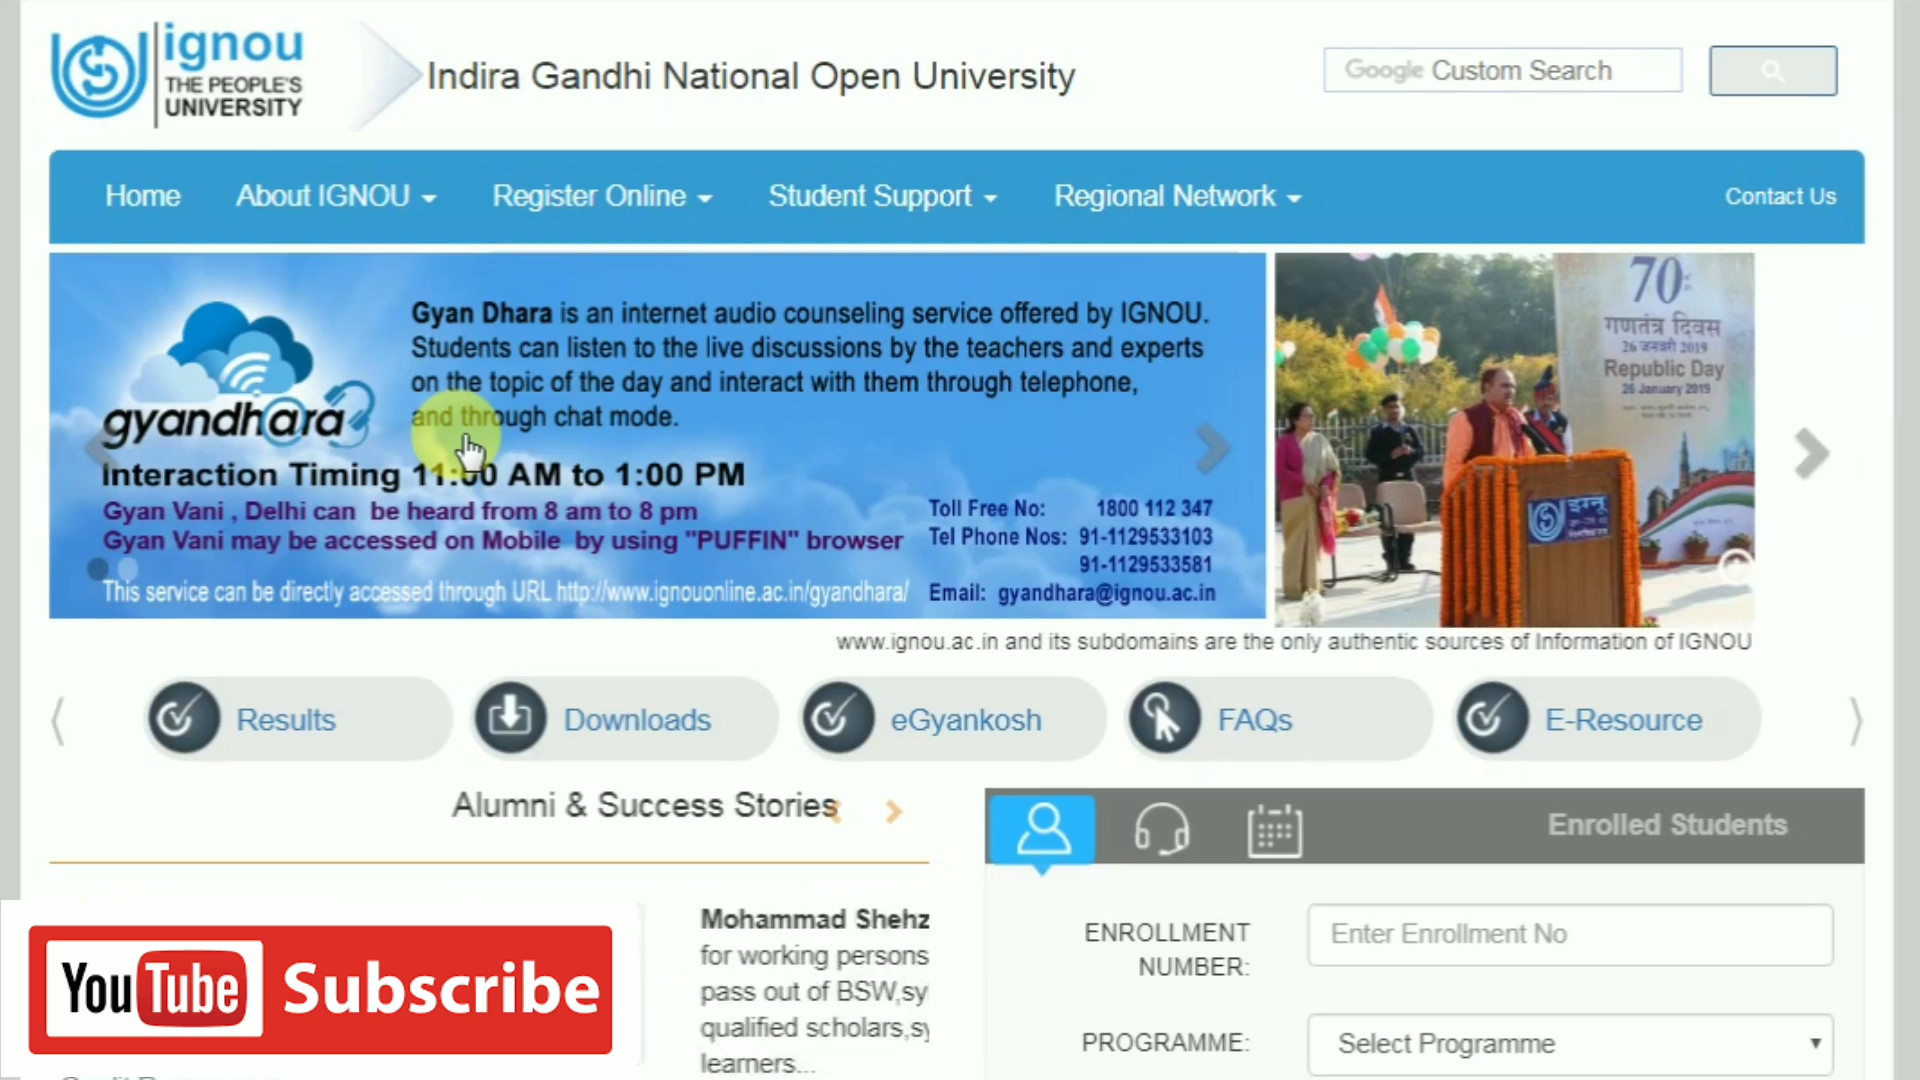 ignou
THE PEOPLE'S
UNIVERSITY
Indira Gandhi National Open University
Google Custom Search
Home
About IGNOU
Register Online
Student Support
Regional Network
Contact Us
Gyan Dhara is an internet audio counseling service offered by IGNOU.
Students can listen to the live discussions by the teachers and experts
on the topic of the day and interact with them through telephone,
and through chat mode.
gyandhara
Interaction Timing 11:00 AM to 1:00 PM
Gyan Vani , Delhi can be heard from 8 am to 8 pm
Gyan Vani may be accessed on Mobile by using "PUFFIN" browser
This service can be directly accessed through URL http://www.ignouonline.ac.in/gyandhara/
Toll Free No: 1800 112 347
Tel Phone Nos: 91-1129533103
91-1129533581
Email: gyandhara@ignou.ac.in
70
गणतंत्र दिवस
26 जनवरी 2019
Republic Day
26 January 2019
इग्नू
www.ignou.ac.in and its subdomains are the only authentic sources of Information of IGNOU
Results
Downloads
eGyankosh
FAQs
E-Resource
Alumni & Success Stories
Enrolled Students
Mohammad Shehz
for working persons
pass out of BSW,sy
qualified scholars,sy
learners...
ENROLLMENT
NUMBER:
Enter Enrollment No
PROGRAMME:
Select Programme
YouTube Subscribe